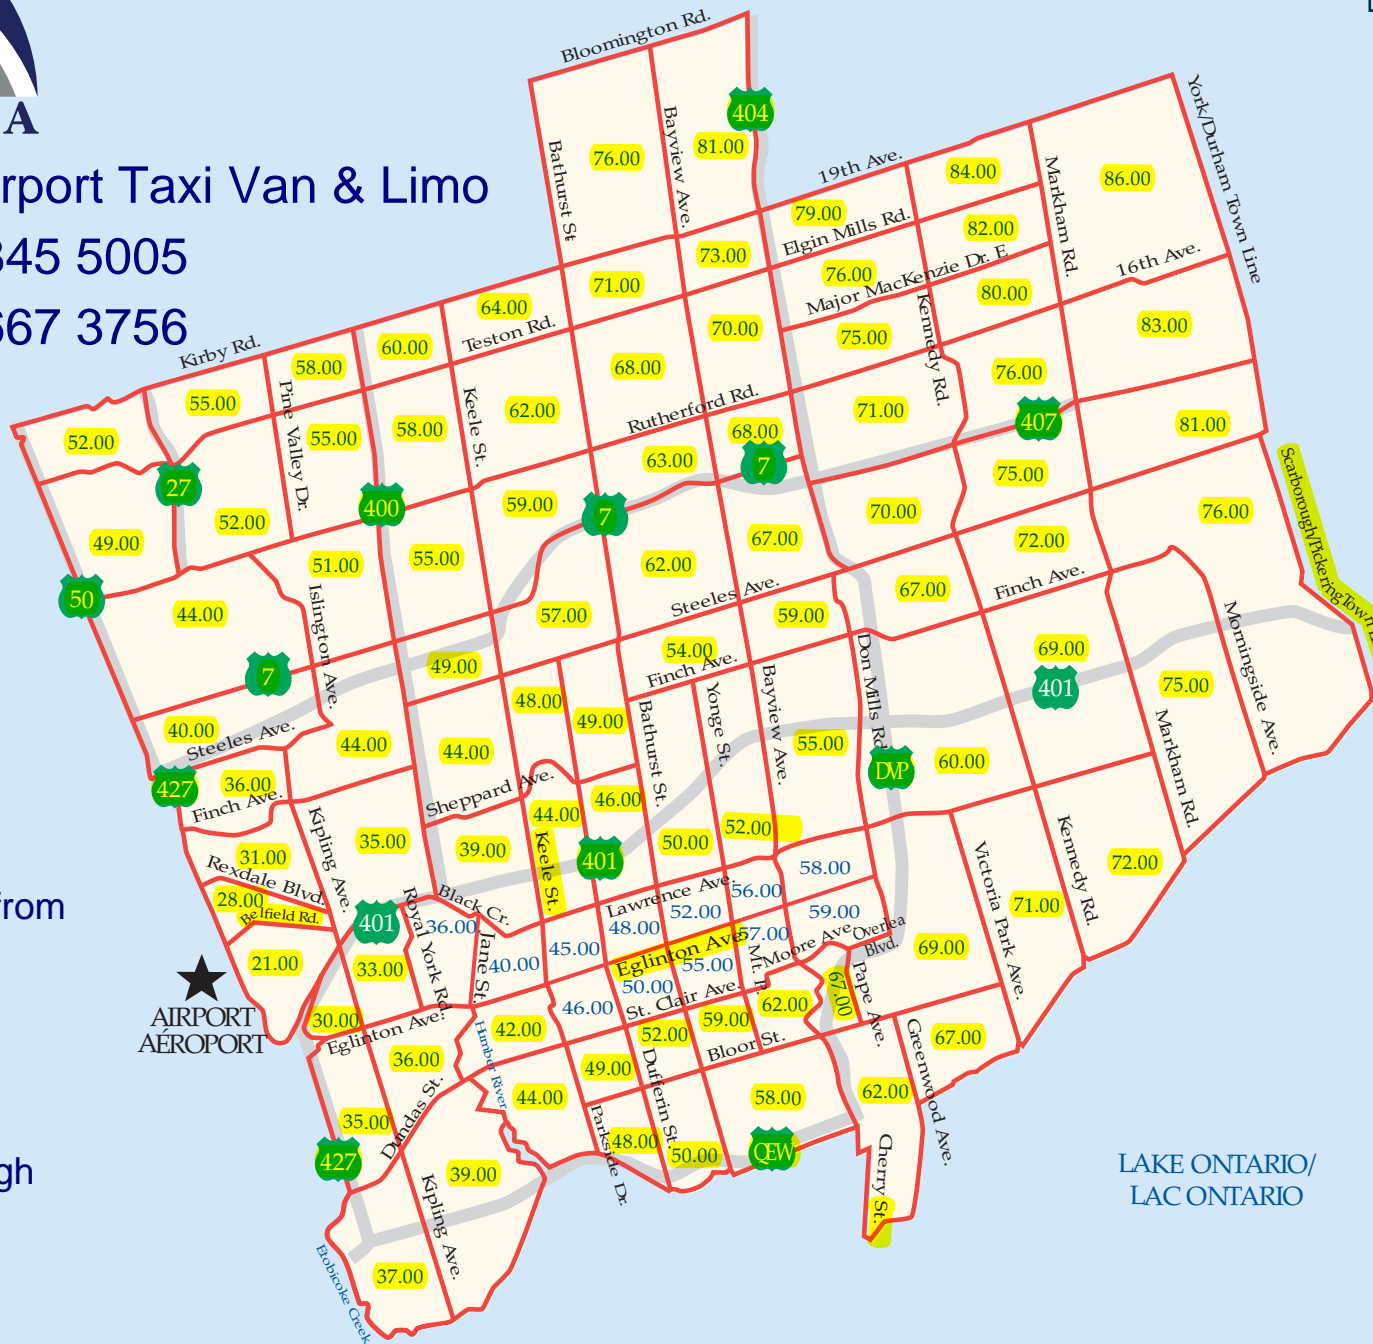 A
rport Taxi Van & Limo
845 5005
667 3756
from
gh
Bloomington Rd.
404
Bathurst St
76.00
Bayview Ave.
81.00
19th Ave.
84.00
Markham Rd.
86.00
York/Durham Town Line
79.00
Elgin Mills Rd.
82.00
73.00
71.00
76.00
Major MacKenzie Dr. E
16th Ave.
64.00
Teston Rd.
70.00
75.00
Kennedy Rd.
80.00
83.00
Kirby Rd.
58.00
60.00
68.00
76.00
55.00
Pine Valley Dr.
Keele St.
62.00
Rutherford Rd.
71.00
407
81.00
52.00
55.00
58.00
68.00
7
63.00
75.00
27
400
59.00
7
70.00
76.00
Scarborough/Pickering Town
49.00
52.00
67.00
72.00
50
51.00
55.00
62.00
Steeles Ave.
67.00
Finch Ave.
44.00
Islington Ave.
57.00
59.00
Morningside Ave.
7
49.00
54.00
Finch Ave.
Don Mills Rd.
69.00
401
40.00
Steeles Ave.
44.00
44.00
48.00
49.00
Bathurst St.
Yonge St.
Bayview Ave.
55.00
DVP
60.00
75.00
Markham Rd.
427
36.00
Finch Ave.
Sheppard Ave.
46.00
44.00
52.00
31.00
Kipling Ave.
35.00
39.00
Keele St.
401
50.00
58.00
Victoria Park Ave.
Kennedy Rd.
72.00
Rexdale Blvd.
28.00
Belfield Rd.
401
Royal York Rd.
36.00
Black Cr.
Lawrence Ave.
56.00
52.00
59.00
71.00
21.00
33.00
Jane St.
40.00
45.00
48.00
Eglinton Ave.
57.00
Moore Ave.
Overlea
Blvd.
69.00
AIRPORT
AÉROPORT
30.00
Eglinton Ave.
46.00
50.00
55.00
St. Clair Ave.
Mt. P.
62.00
67.00
Pape Ave.
Humber River
42.00
52.00
59.00
Bloor St.
67.00
36.00
Dundas St.
44.00
49.00
Dufferin St.
58.00
62.00
Greenwood Ave.
35.00
427
39.00
Parkside Dr.
48.00
50.00
QEW
Cherry St.
Kipling Ave.
37.00
Etobicoke Creek
LAKE ONTARIO/
LAC ONTARIO